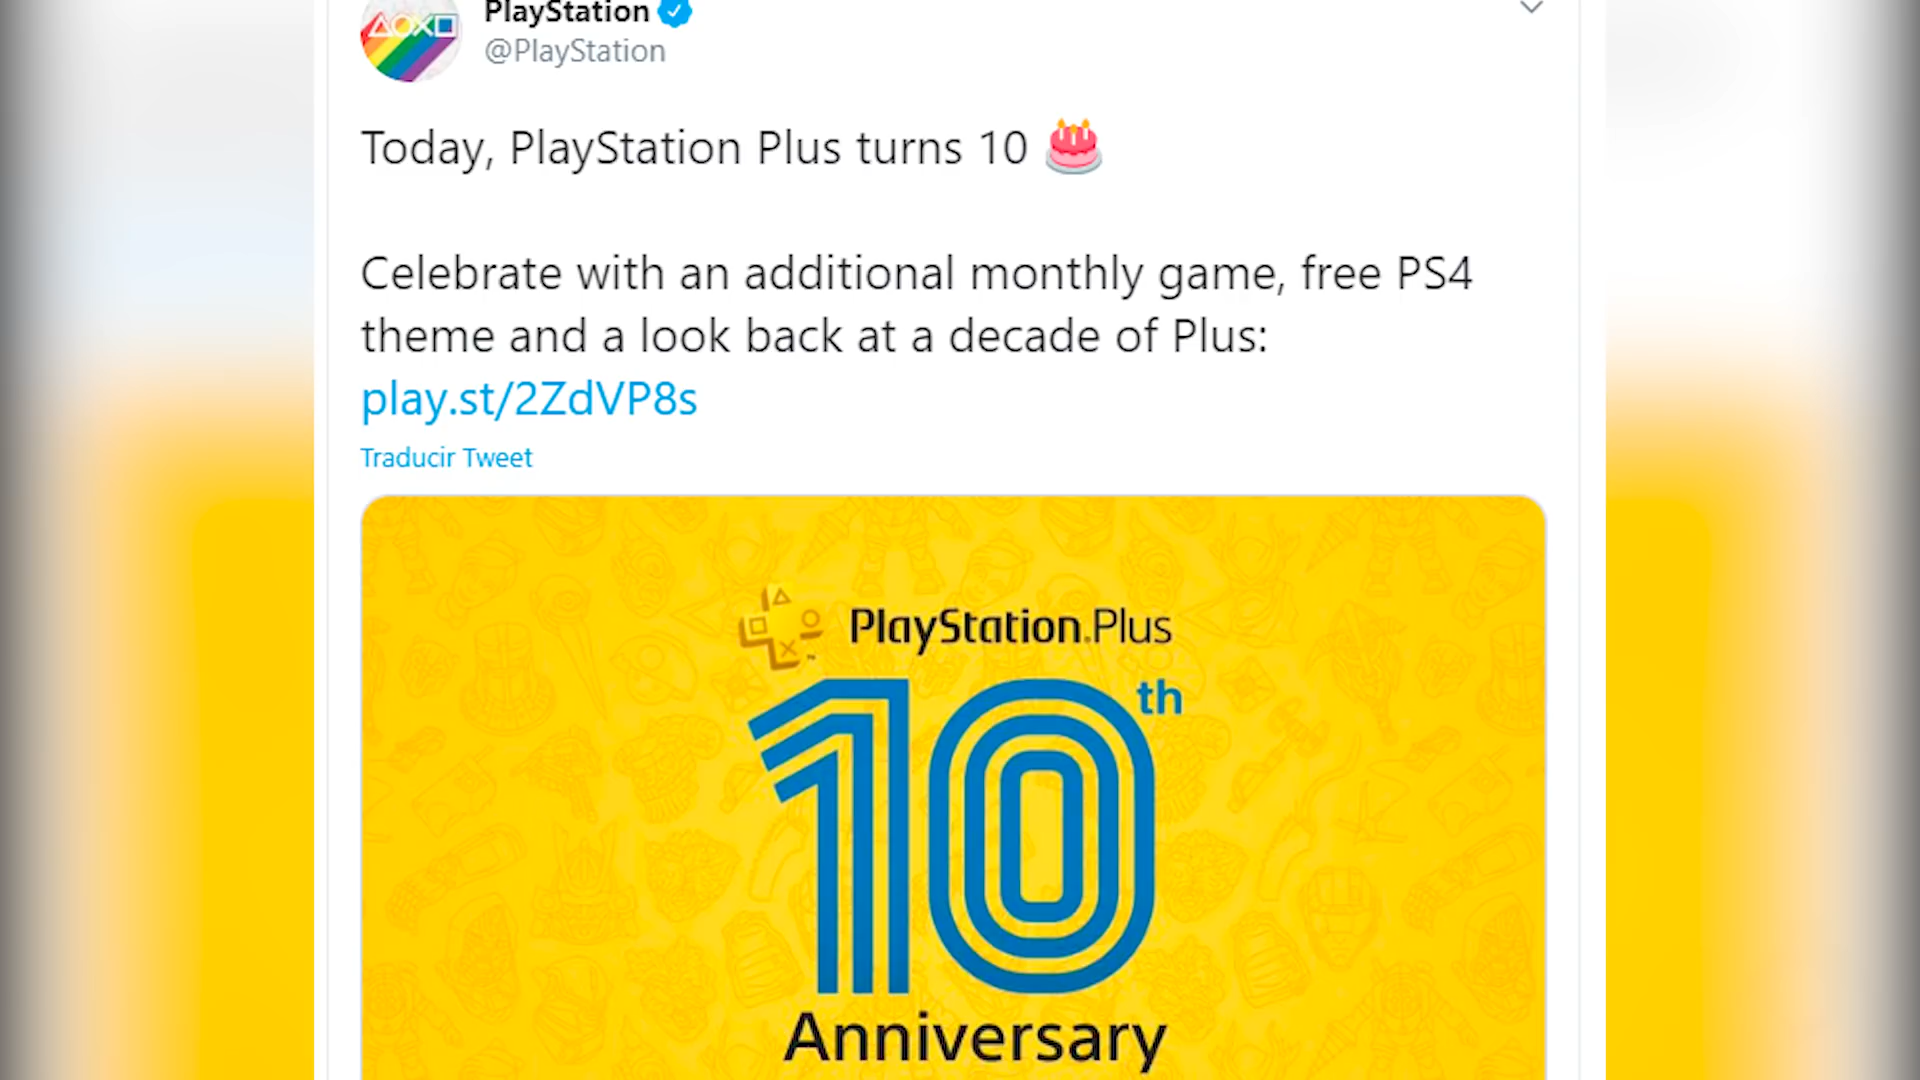 PlayStation
@PlayStation
Today, PlayStation Plus turns 10 🎂
Celebrate with an additional monthly game, free PS4
theme and a look back at a decade of Plus:
play.st/2ZdVP8s
Traducir Tweet
PlayStation.Plus
10th
Anniversary